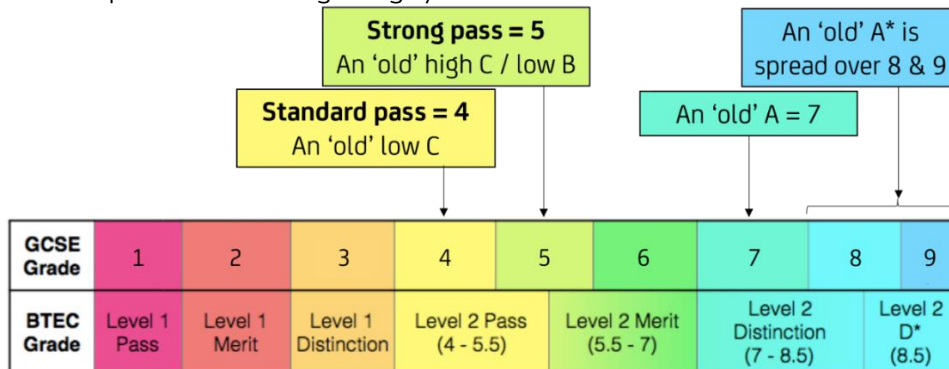 Strong pass = 5
An ‘old’ high C / low B
An ‘old’ A* is
spread over 8 & 9
Standard pass = 4
An ‘old’ low C
An ‘old’ A = 7
GCSE
Grade
1
2
3
4
5
6
7
8
9
BTEC
Grade
Level 1
Pass
Level 1
Merit
Level 1
Distinction
Level 2 Pass
(4 - 5.5)
Level 2 Merit
(5.5 - 7)
Level 2
Distinction
(7 - 8.5)
Level 2
D*
(8.5)